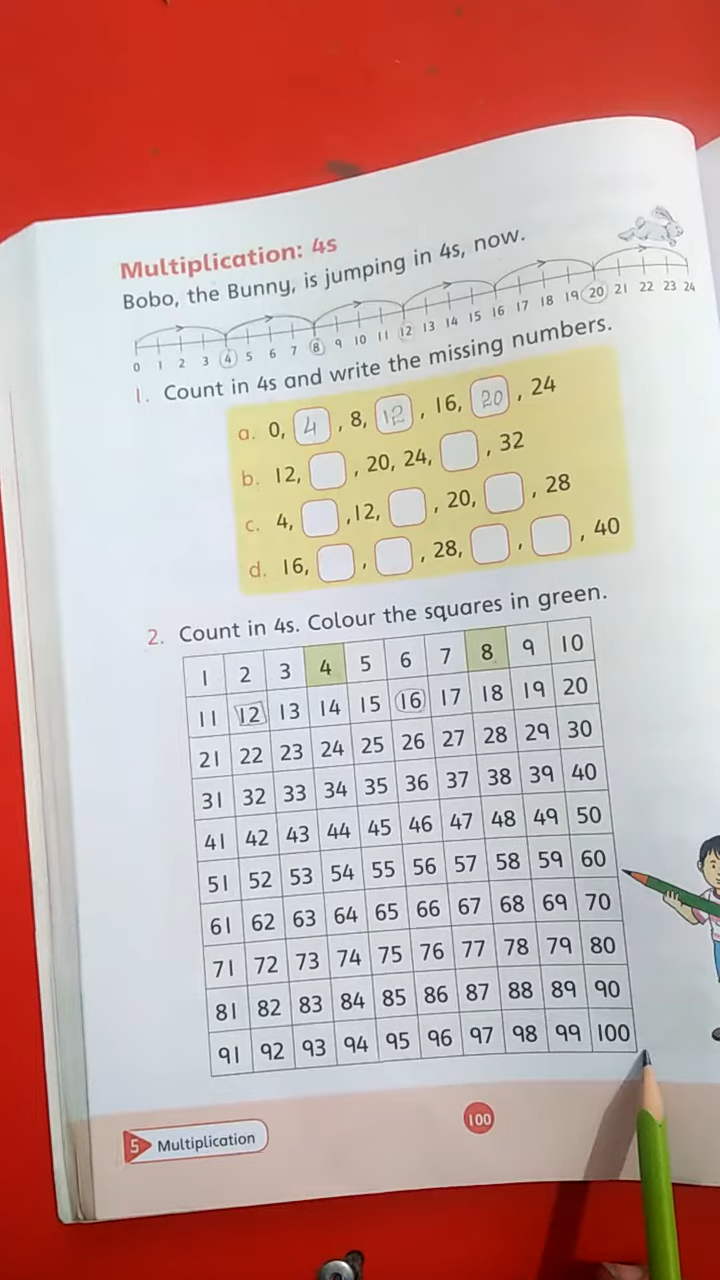 Multiplication: 4s
Bobo, the Bunny, is jumping in 4s, now.
0 1 2 3 4 5 6 7 8 9 10 11 12 13 14 15 16 17 18 19 20 21 22 23 24
1. Count in 4s and write the missing numbers.
a. 0, 4, 8, 12, 16, 20, 24
b. 12, , 20, 24, , 32
c. 4, , 12, , 20, , 28
d. 16, , , 28, , , 40
2. Count in 4s. Colour the squares in green.
1 2 3 4 5 6 7 8 9 10
11 12 13 14 15 16 17 18 19 20
21 22 23 24 25 26 27 28 29 30
31 32 33 34 35 36 37 38 39 40
41 42 43 44 45 46 47 48 49 50
51 52 53 54 55 56 57 58 59 60
61 62 63 64 65 66 67 68 69 70
71 72 73 74 75 76 77 78 79 80
81 82 83 84 85 86 87 88 89 90
91 92 93 94 95 96 97 98 99 100
5 Multiplication
100